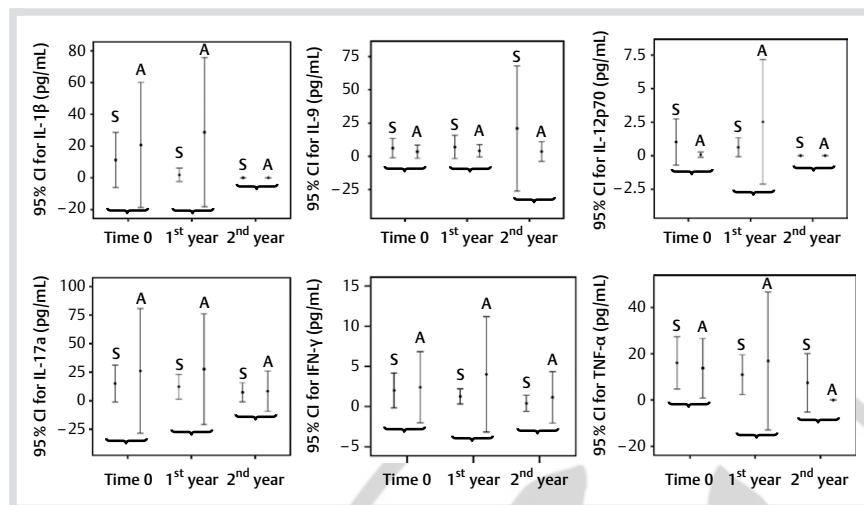 95% CI for IL-1β (pg/mL)
80
60
40
20
0
−20
S
A
S
A
S
A
Time 0
1st year
2nd year
95% CI for IL-9 (pg/mL)
75
50
25
0
−25
S
A
S
A
S
A
Time 0
1st year
2nd year
95% CI for IL-12p70 (pg/mL)
7.5
5
2.5
0
−2.5
S
A
S
A
S
A
Time 0
1st year
2nd year
95% CI for IL-17a (pg/mL)
100
75
50
25
0
−25
S
A
S
A
S
A
Time 0
1st year
2nd year
95% CI for IFN-γ (pg/mL)
15
10
5
0
−5
S
A
S
A
S
A
Time 0
1st year
2nd year
95% CI for TNF-α (pg/mL)
40
20
0
−20
S
A
S
A
S
A
Time 0
1st year
2nd year